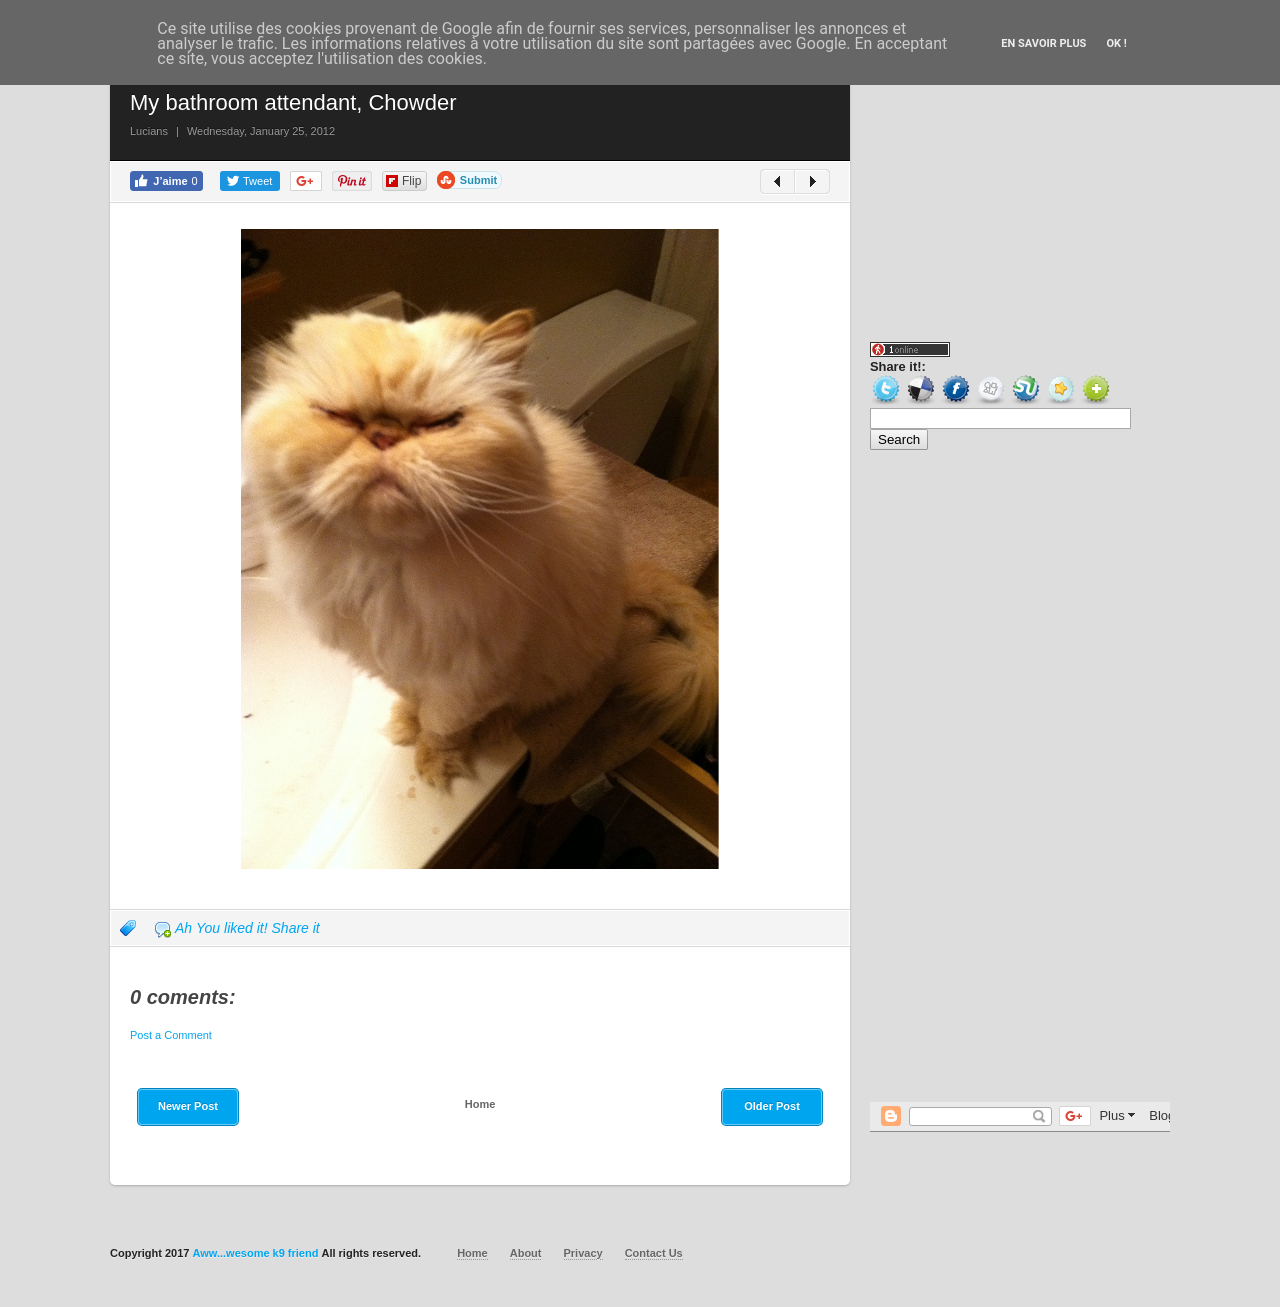 Ce site utilise des cookies provenant de Google afin de fournir ses services, personnaliser les annonces et
analyser le trafic. Les informations relatives à votre utilisation du site sont partagées avec Google. En acceptant
ce site, vous acceptez l'utilisation des cookies.
EN SAVOIR PLUS OK !
My bathroom attendant, Chowder
Lucians | Wednesday, January 25, 2012
J'aime 0 Tweet G+ Pin it Flip Submit
1 online
Share it!:
Search
Ah You liked it! Share it
0 coments:
Post a Comment
Newer Post Home Older Post
G+ Plus Blog
Copyright 2017 Aww...wesome k9 friend All rights reserved. Home About Privacy Contact Us